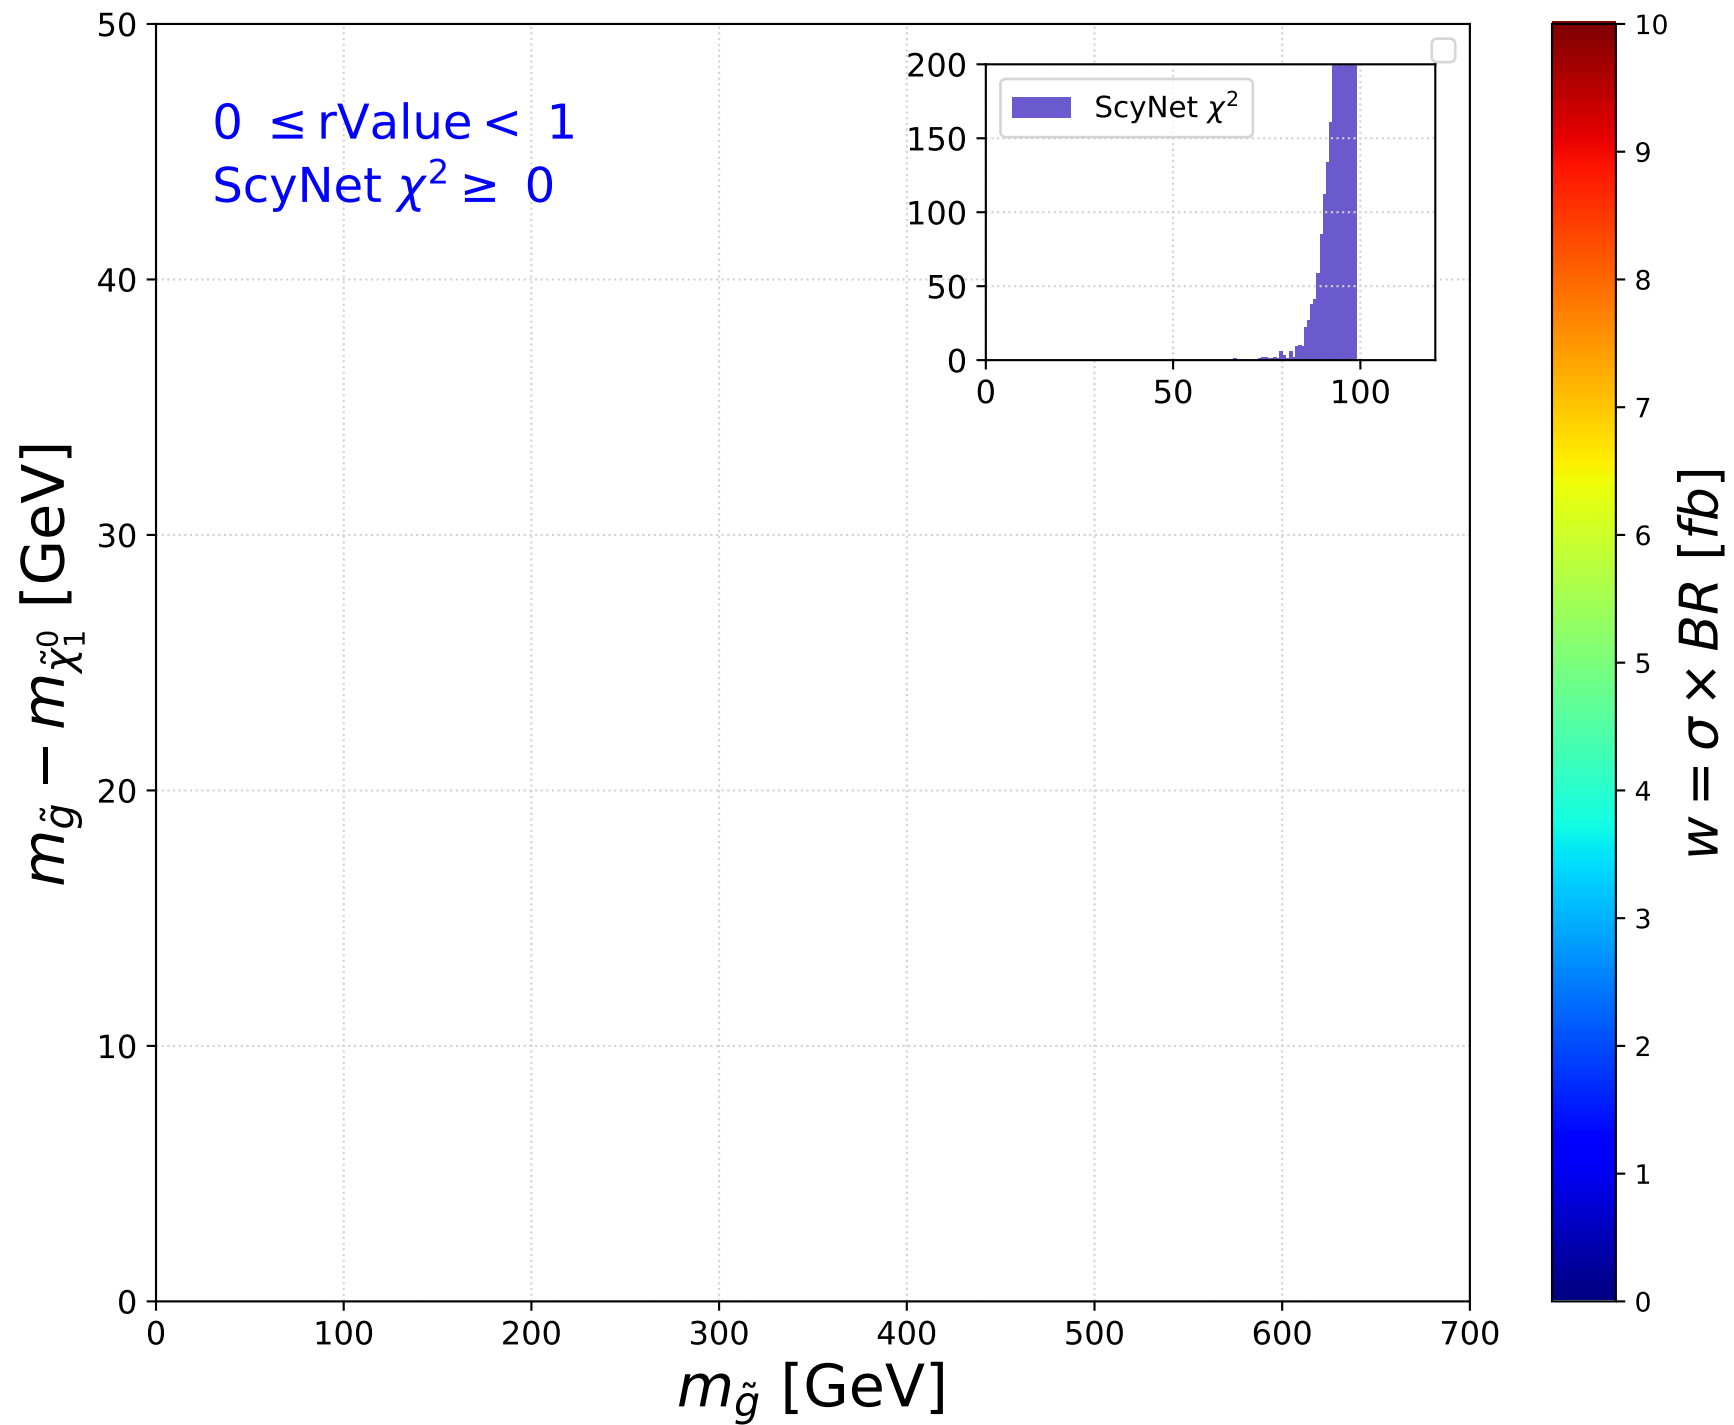 50
40
30
20
10
0
0 100 200 300 400 500 600 700
m_g̃ [GeV]
m_g̃ − m_χ̃₁⁰ [GeV]
0 ≤ rValue < 1
ScyNet χ² ≥ 0
200
150
100
50
0
0 50 100
ScyNet χ²
10
9
8
7
6
5
4
3
2
1
0
w = σ × BR [fb]